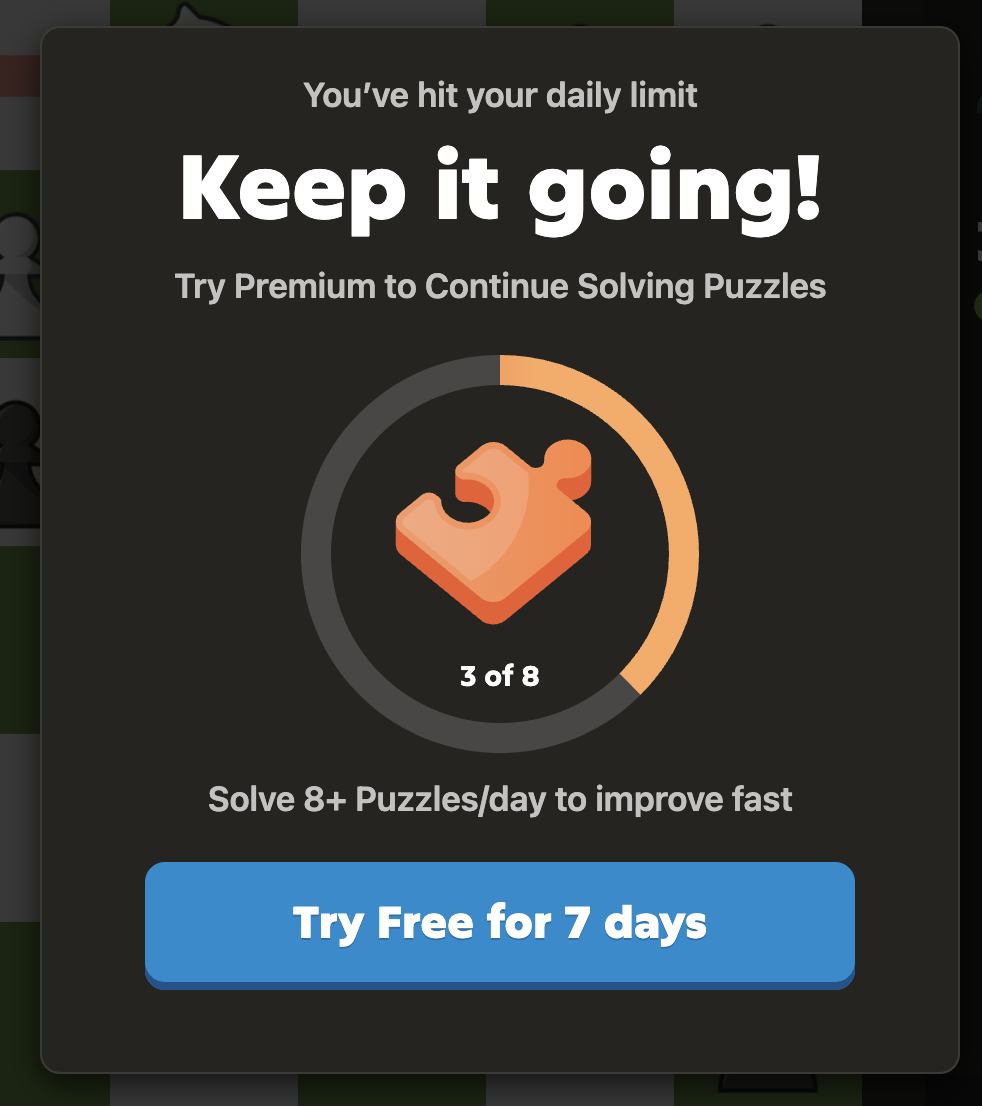 You’ve hit your daily limit
Keep it going!
Try Premium to Continue Solving Puzzles
3 of 8
Solve 8+ Puzzles/day to improve fast
Try Free for 7 days